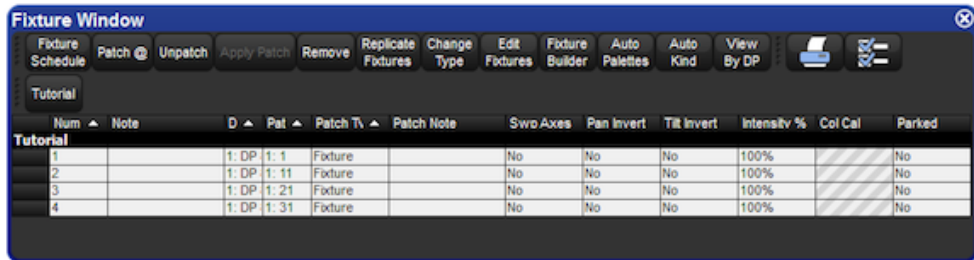 Fixture Window
Fixture Schedule Patch @ Unpatch Apply Patch Remove Replicate Fixtures Change Type Edit Fixtures Fixture Builder Auto Palettes Auto Kind View By DP
Tutorial
Num Note D Pat Patch Ty Patch Note Swp Axes Pan Invert Tilt Invert Intensity % Col Cal Parked
Tutorial
1 1: DP 1: 1 Fixture No No No 100% No
2 1: DP 1: 11 Fixture No No No 100% No
3 1: DP 1: 21 Fixture No No No 100% No
4 1: DP 1: 31 Fixture No No No 100% No